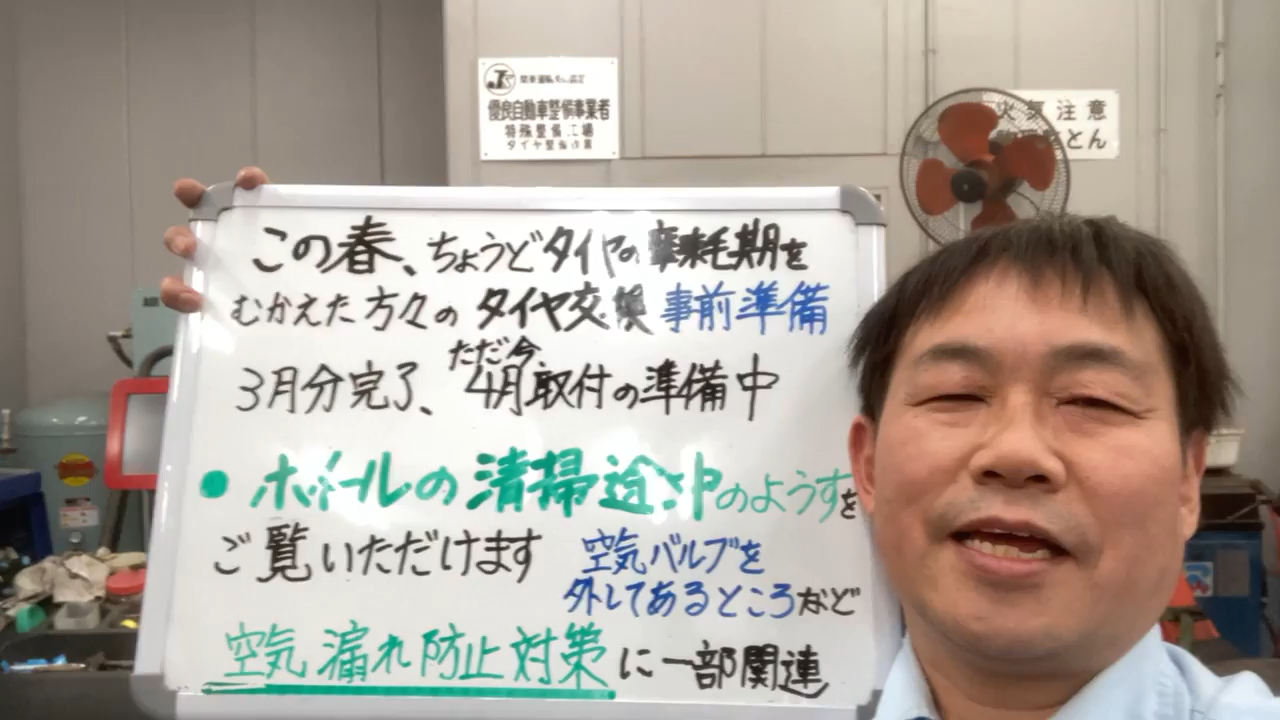 優良自動車整備事業者
特殊整備工場
タイヤ整備作業
火気注意
とん
この春、ちょうどタイヤの摩耗期を
むかえた方々のタイヤ交換事前準備
ただ今、
3月分完了、4月取付の準備中
●ホイールの清掃途中のようすを
ご覧いただけます
空気バルブを
外してあるところなど
空気漏れ防止対策に一部関連